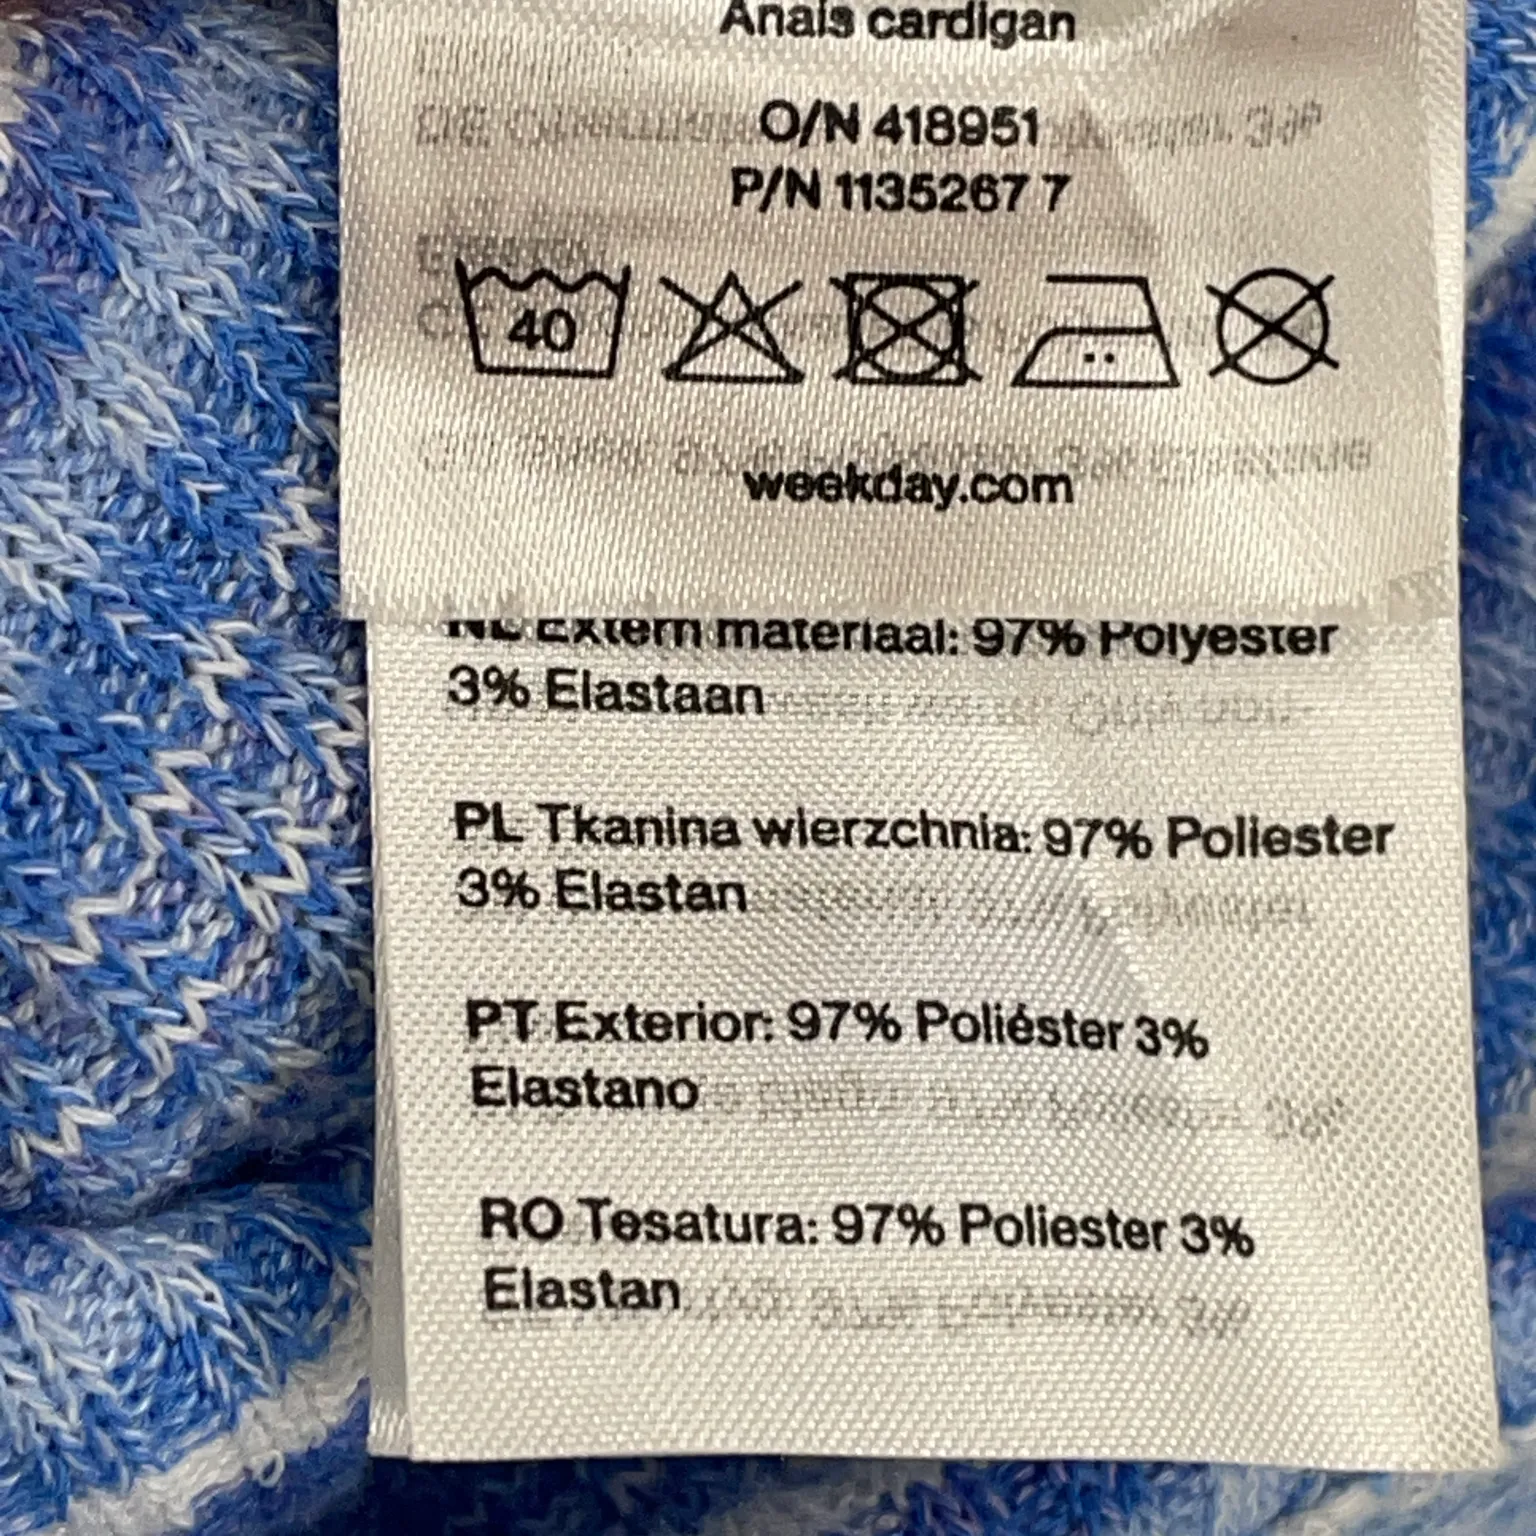 Anais cardigan
O/N 418951
P/N 1135267 7
40
weekday.com
NL Extern materiaal: 97% Polyester
3% Elastaan
PL Tkanina wierzchnia: 97% Poliester
3% Elastan
PT Exterior: 97% Poliéster 3%
Elastano
RO Tesatura: 97% Poliester 3%
Elastan